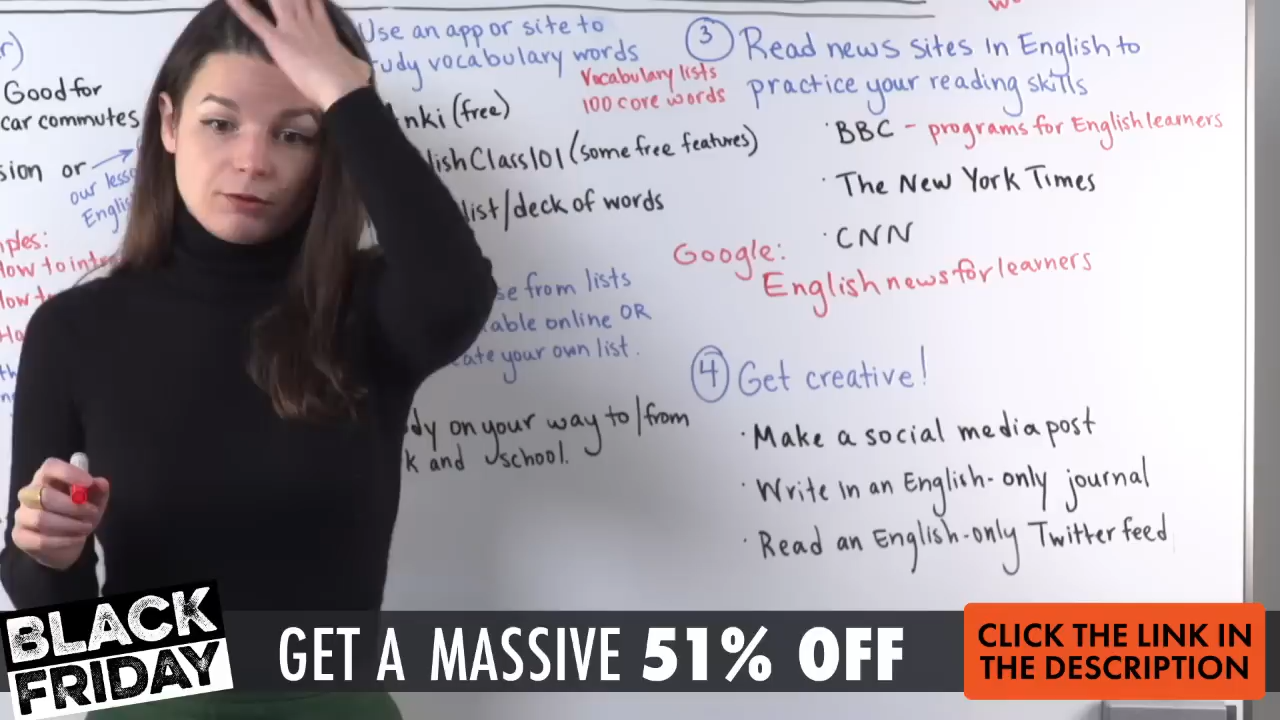 Good for
car commutes
sion or
our less
Englis
ples:
How to intr
How t
Use an app or site to
tudy vocabulary words
Vocabulary lists
100 core words
nki (free)
lishClass101 (some free features)
list/deck of words
se from lists
lable online OR
ate your own list.
dy on your way to/from
k and school.
③ Read news sites in English to
practice your reading skills
· BBC - programs for English learners
· The New York Times
· CNN
Google:
English news for learners
④ Get creative!
· Make a social media post
· Write in an English-only journal
· Read an English-only Twitter feed
BLACK
FRIDAY
GET A MASSIVE 51% OFF
CLICK THE LINK IN
THE DESCRIPTION